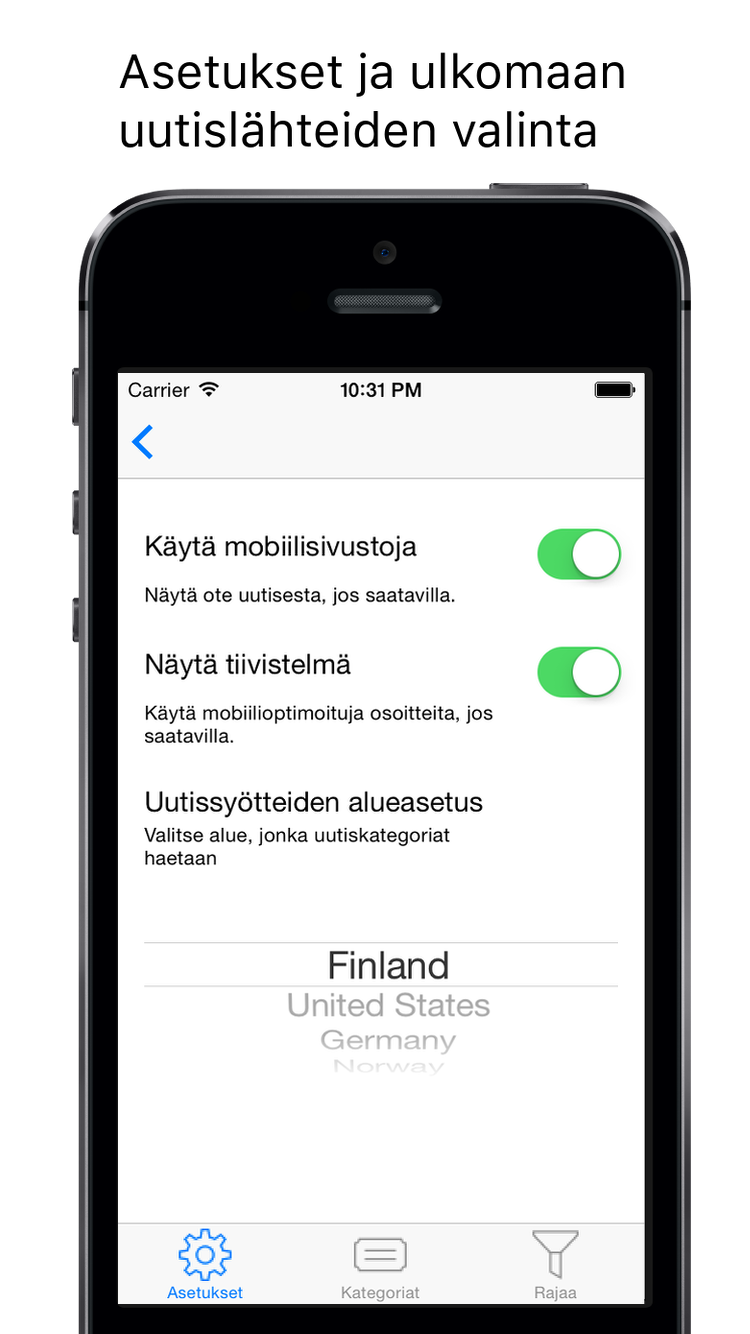 Asetukset ja ulkomaan
uutislähteiden valinta
Carrier 10:31 PM
Käytä mobiilisivustoja
Näytä ote uutisesta, jos saatavilla.
Näytä tiivistelmä
Käytä mobiilioptimoituja osoitteita, jos
saatavilla.
Uutissyötteiden alueasetus
Valitse alue, jonka uutiskategoriat
haetaan
Finland
United States
Germany
Norway
Asetukset Kategoriat Rajaa